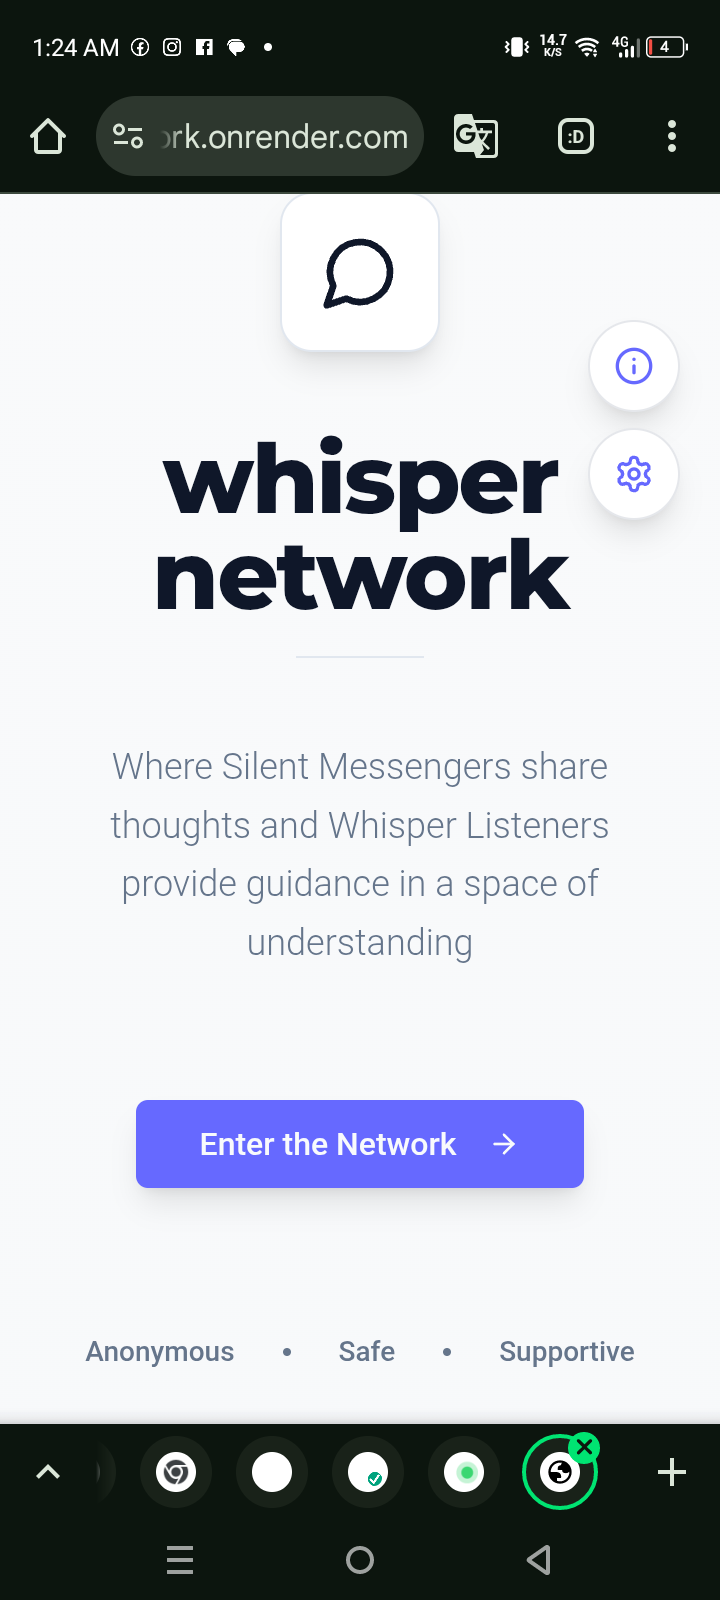 1:24 AM 14.7 K/S 4G 4
rk.onrender.com :D
whisper
network
Where Silent Messengers share
thoughts and Whisper Listeners
provide guidance in a space of
understanding
Enter the Network
Anonymous • Safe • Supportive